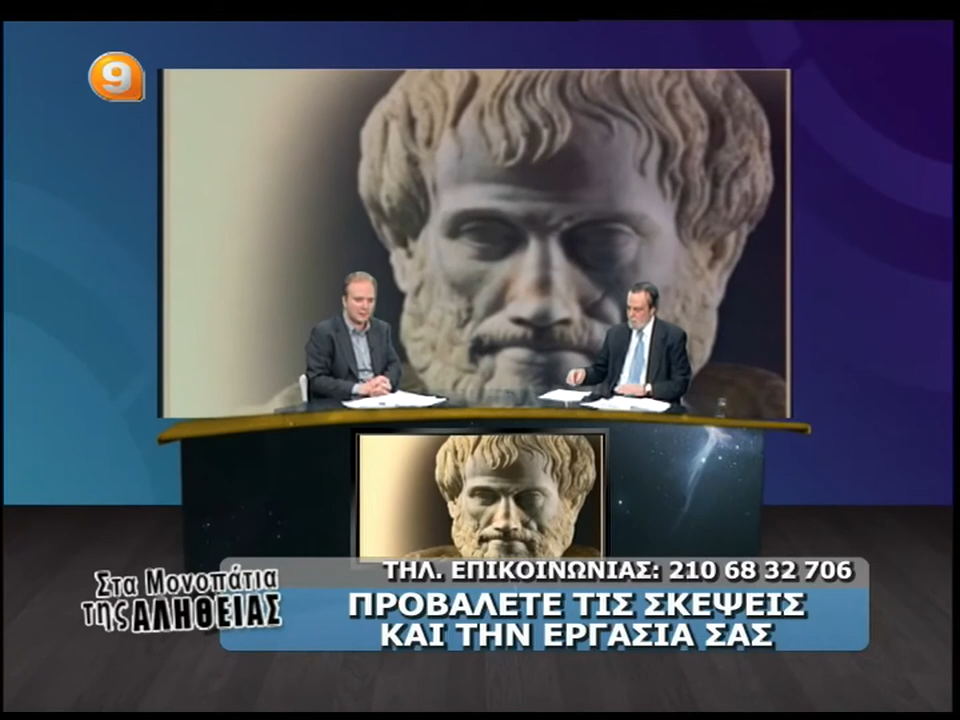 9
ΤΗΛ. ΕΠΙΚΟΙΝΩΝΙΑΣ: 210 68 32 706
Στα Μονοπάτια
της ΑΛΗΘΕΙΑΣ
ΠΡΟΒΑΛΕΤΕ ΤΙΣ ΣΚΕΨΕΙΣ
ΚΑΙ ΤΗΝ ΕΡΓΑΣΙΑ ΣΑΣ